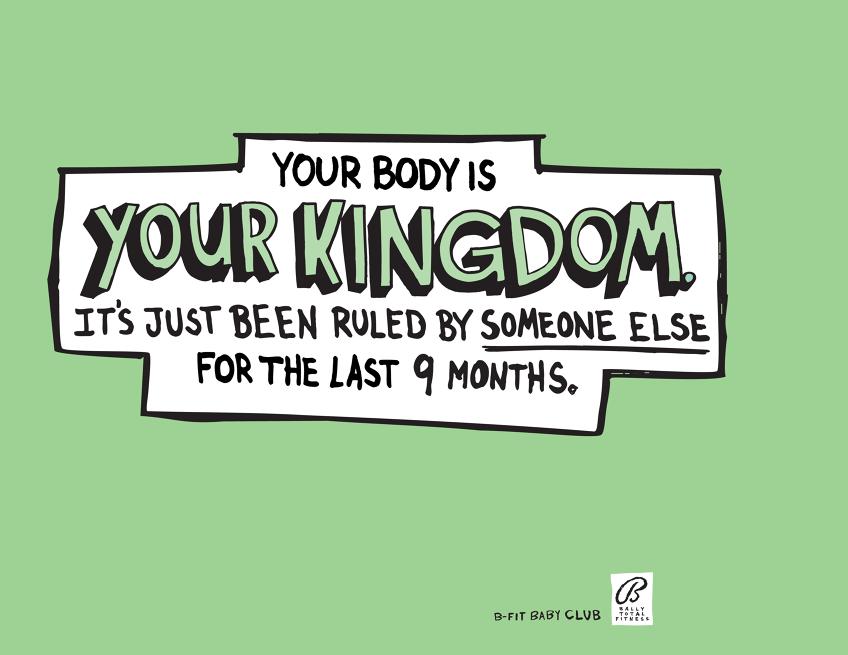 YOUR BODY IS
YOUR KINGDOM.
IT'S JUST BEEN RULED BY SOMEONE ELSE
FOR THE LAST 9 MONTHS.
B-FIT BABY CLUB
B
BALLY
TOTAL
FITNESS